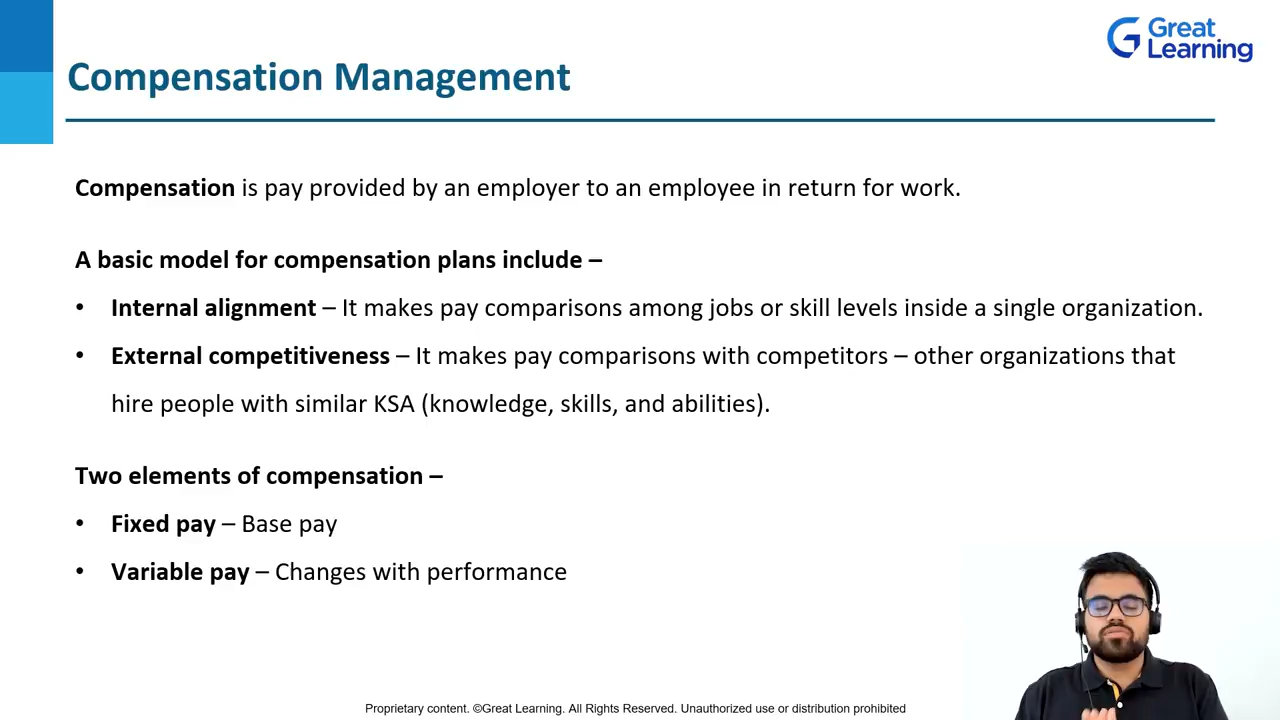 Great
Learning
Compensation Management
Compensation is pay provided by an employer to an employee in return for work.
A basic model for compensation plans include –
• Internal alignment – It makes pay comparisons among jobs or skill levels inside a single organization.
• External competitiveness – It makes pay comparisons with competitors – other organizations that
hire people with similar KSA (knowledge, skills, and abilities).
Two elements of compensation –
• Fixed pay – Base pay
• Variable pay – Changes with performance
Proprietary content. ©Great Learning. All Rights Reserved. Unauthorized use or distribution prohibited